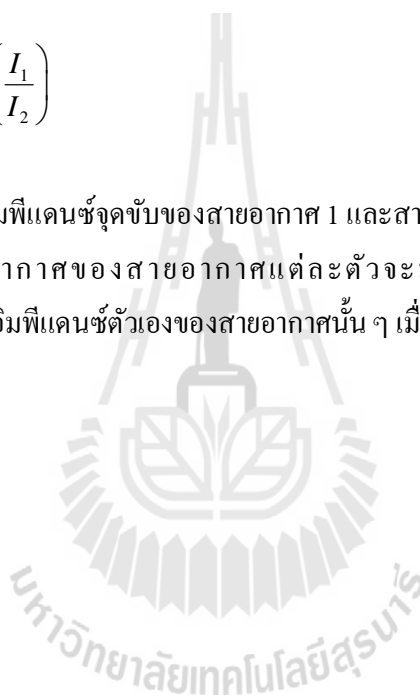 (I₁/I₂)
มพีแดนซ์จุดขับของสายอากาศ 1 และสา
ากาศของสายอากาศแต่ละตัวจะ
อิมพีแดนซ์ตัวเองของสายอากาศนั้น ๆ เมื่
มหาวิทยาลัยเทคโนโลยีสุรนารี